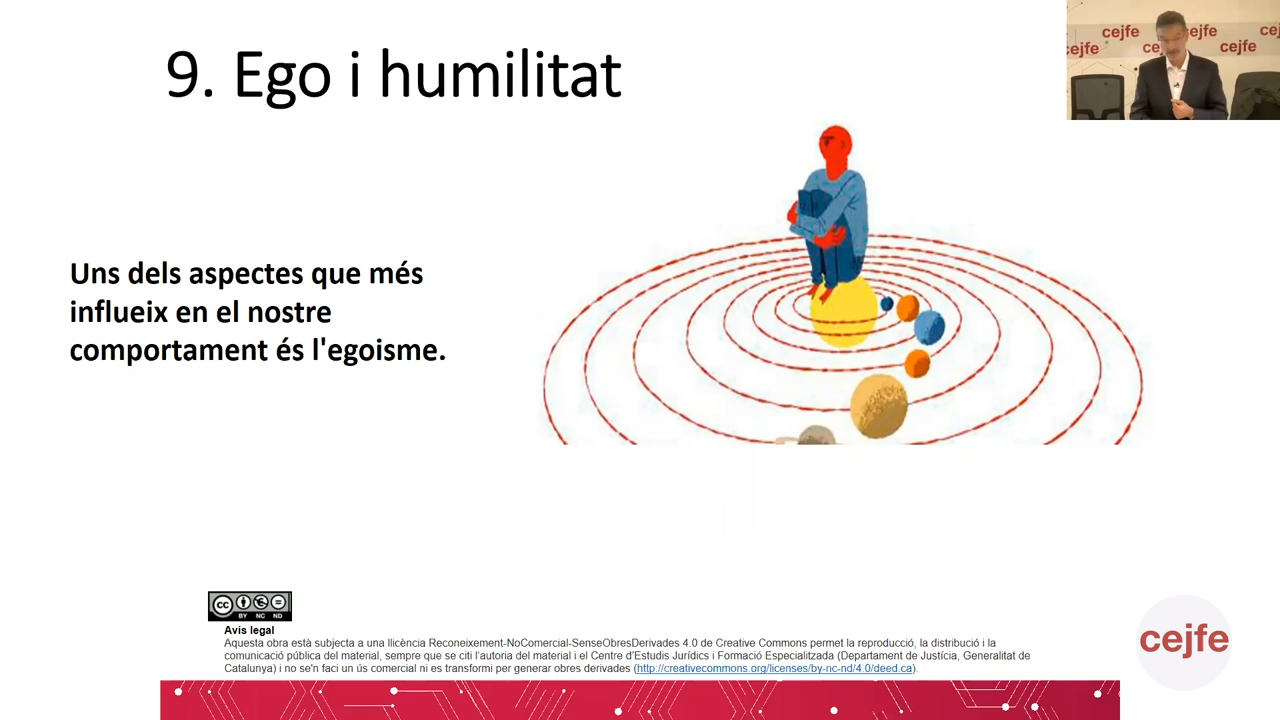 9. Ego i humilitat
cejfe
cejfe
cejfe
cejfe
Uns dels aspectes que més
influeix en el nostre
comportament és l'egoisme.
cc
BY NC ND
Avís legal
Aquesta obra està subjecta a una llicència Reconeixement-NoComercial-SenseObresDerivades 4.0 de Creative Commons permet la reproducció, la distribució i la
comunicació pública del material, sempre que se citi l'autoria del material i el Centre d'Estudis Jurídics i Formació Especialitzada (Departament de Justícia, Generalitat de
Catalunya) i no se'n faci un ús comercial ni es transformi per generar obres derivades (http://creativecommons.org/licenses/by-nc-nd/4.0/deed.ca).
cejfe